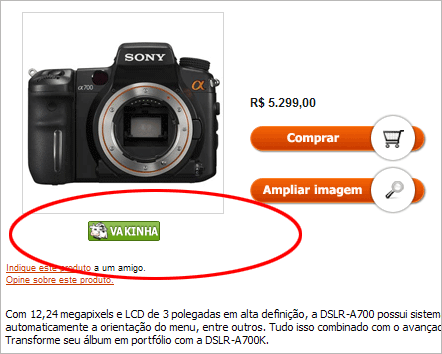 SONY
α
α700
R$ 5.299,00
Comprar
Ampliar imagem
VAKINHA
Indique este produto a um amigo.
Opine sobre este produto.
Com 12,24 megapixels e LCD de 3 polegadas em alta definição, a DSLR-A700 possui sistem
automaticamente a orientação do menu, entre outros. Tudo isso combinado com o avança
Transforme seu álbum em portfólio com a DSLR-A700K.